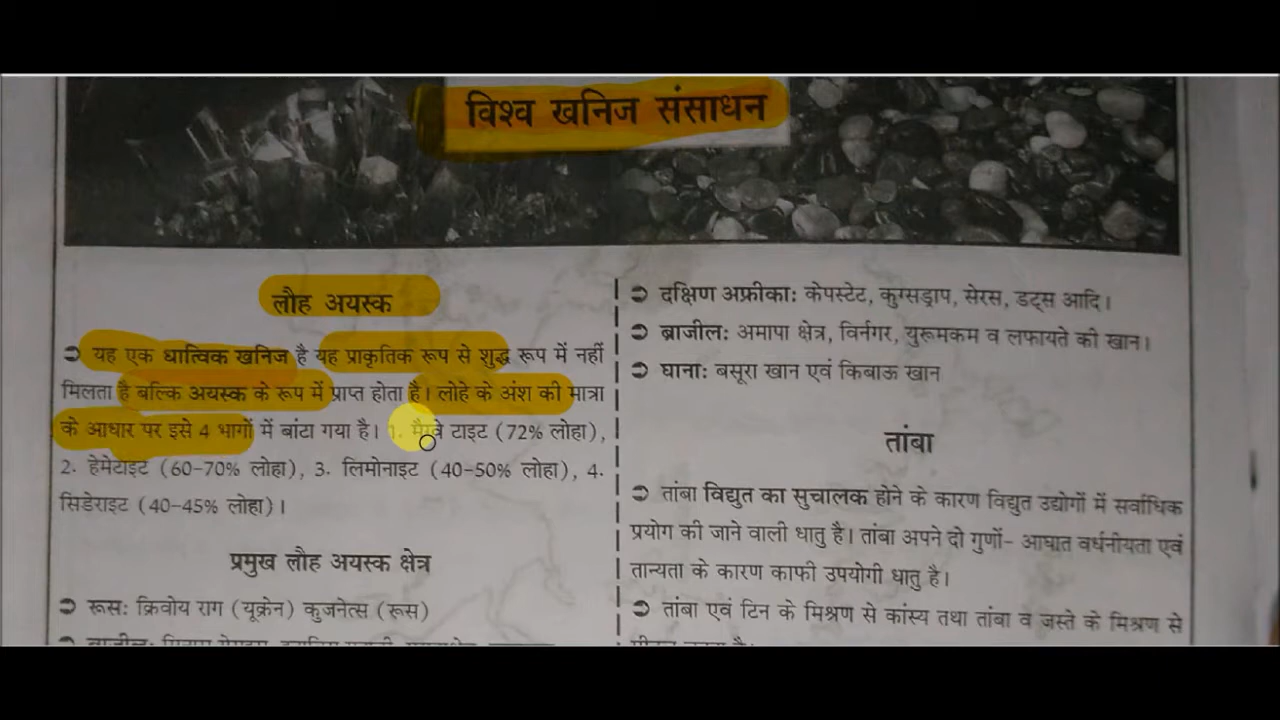 विश्व खनिज संसाधन
लौह अयस्क
➲ यह एक धात्विक खनिज है यह प्राकृतिक रूप से शुद्ध रूप में नहीं
मिलता है बल्कि अयस्क के रूप में प्राप्त होता है। लोहे के अंश की मात्रा
के आधार पर इसे 4 भागों में बांटा गया है। 1. मैग्ने टाइट (72% लोहा),
2. हेमेटाइट (60-70% लोहा), 3. लिमोनाइट (40-50% लोहा), 4.
सिडेराइट (40-45% लोहा)।
प्रमुख लौह अयस्क क्षेत्र
➲ रूस: क्रिवोय राग (यूक्रेन) कुजनेत्स (रूस)
➲ दक्षिण अफ्रीका: केपस्टेट, कुग्सड्राप, सेरस, डट्स आदि।
➲ ब्राजील: अमापा क्षेत्र, विर्नगर, युरूमकम व लफायते की खान।
➲ घाना: बसूरा खान एवं किबाऊ खान
तांबा
➲ तांबा विद्युत का सुचालक होने के कारण विद्युत उद्योगों में सर्वाधिक
प्रयोग की जाने वाली धातु है। तांबा अपने दो गुणों- आघात वर्धनीयता एवं
तान्यता के कारण काफी उपयोगी धातु है।
➲ तांबा एवं टिन के मिश्रण से कांस्य तथा तांबा व जस्ते के मिश्रण से